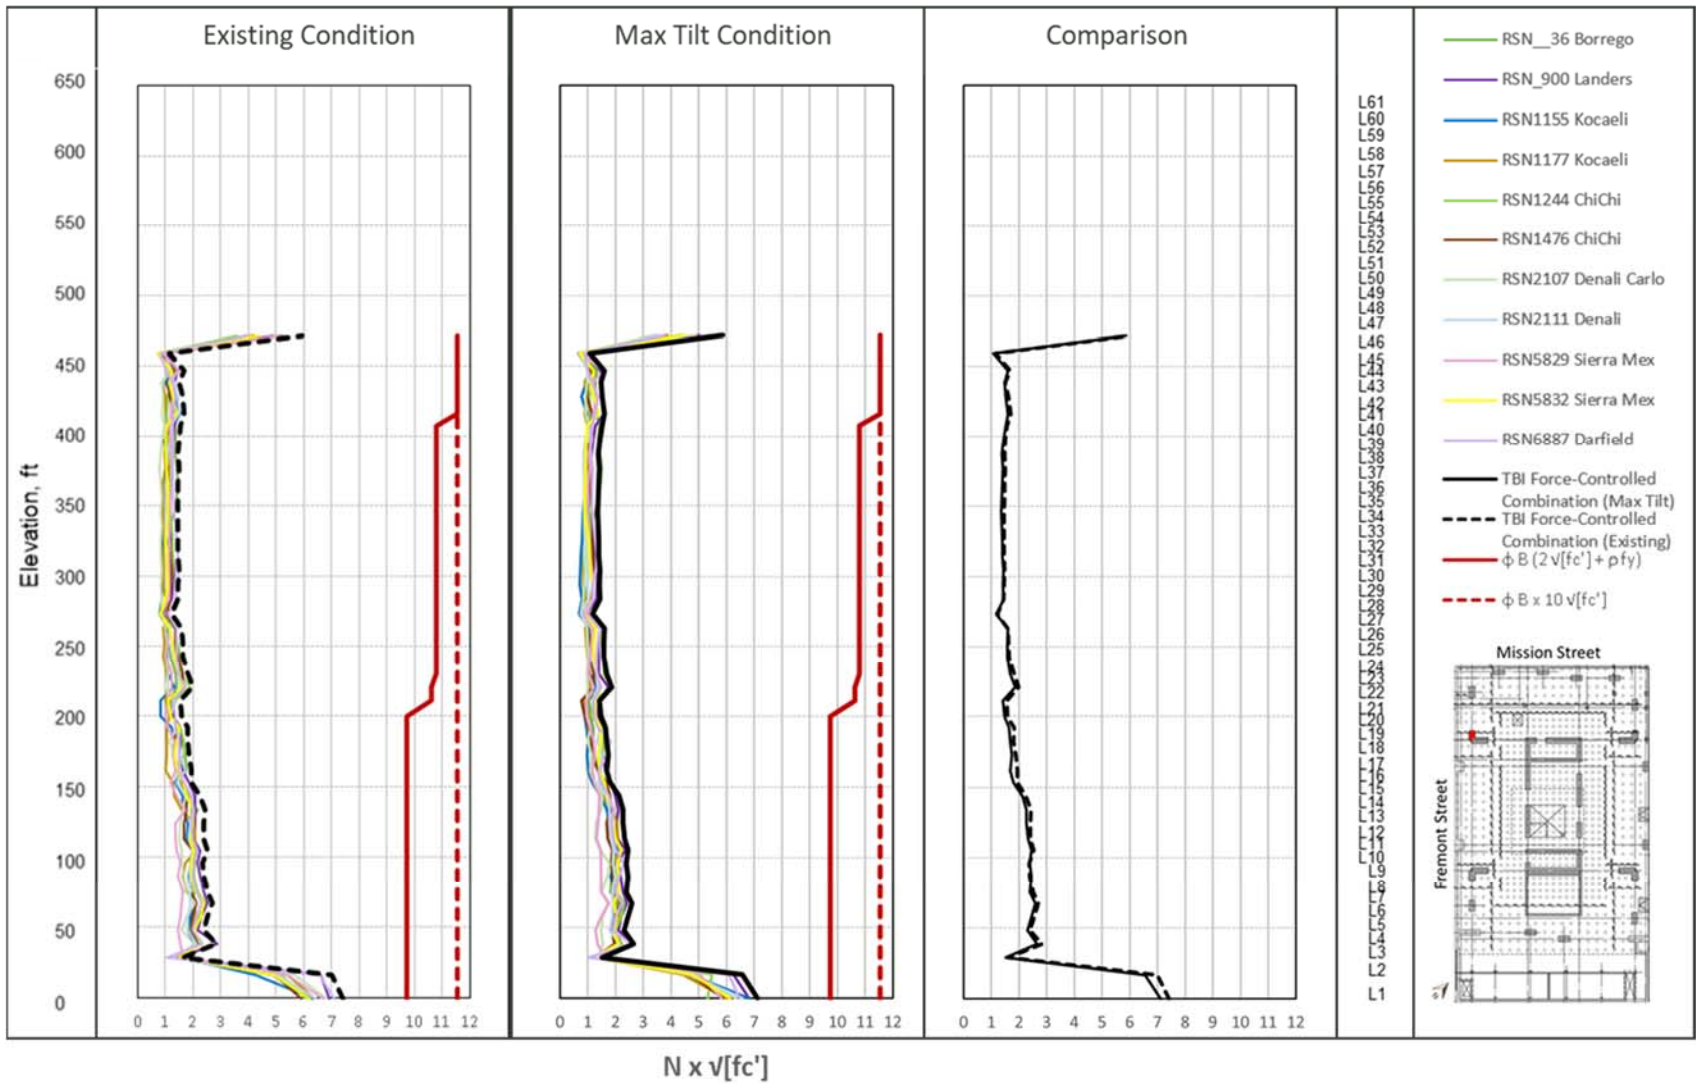 Existing Condition
Max Tilt Condition
Comparison
Elevation, ft
650
600
550
500
450
400
350
300
250
200
150
100
50
0
0 1 2 3 4 5 6 7 8 9 10 11 12
0 1 2 3 4 5 6 7 8 9 10 11 12
0 1 2 3 4 5 6 7 8 9 10 11 12
N x √[fc']
L61
L60
L59
L58
L57
L56
L55
L54
L53
L52
L51
L50
L49
L48
L47
L46
L45
L44
L43
L42
L41
L40
L39
L38
L37
L36
L35
L34
L33
L32
L31
L30
L29
L28
L27
L26
L25
L24
L23
L22
L21
L20
L19
L18
L17
L16
L15
L14
L13
L12
L11
L10
L9
L8
L7
L6
L5
L4
L3
L2
L1
RSN__36 Borrego
RSN_900 Landers
RSN1155 Kocaeli
RSN1177 Kocaeli
RSN1244 ChiChi
RSN1476 ChiChi
RSN2107 Denali Carlo
RSN2111 Denali
RSN5829 Sierra Mex
RSN5832 Sierra Mex
RSN6887 Darfield
TBI Force-Controlled
Combination (Max Tilt)
TBI Force-Controlled
Combination (Existing)
ϕ B (2 √[fc'] + ρfy)
ϕ B x 10 √[fc']
Mission Street
Fremont Street